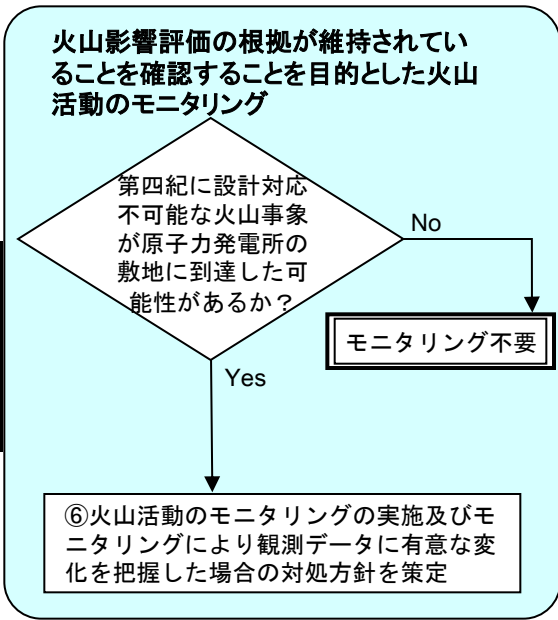 火山影響評価の根拠が維持されてい
ることを確認することを目的とした火山
活動のモニタリング
第四紀に設計対応
不可能な火山事象
が原子力発電所の
敷地に到達した可
能性があるか？
No
モニタリング不要
Yes
⑥火山活動のモニタリングの実施及びモ
ニタリングにより観測データに有意な変
化を把握した場合の対処方針を策定